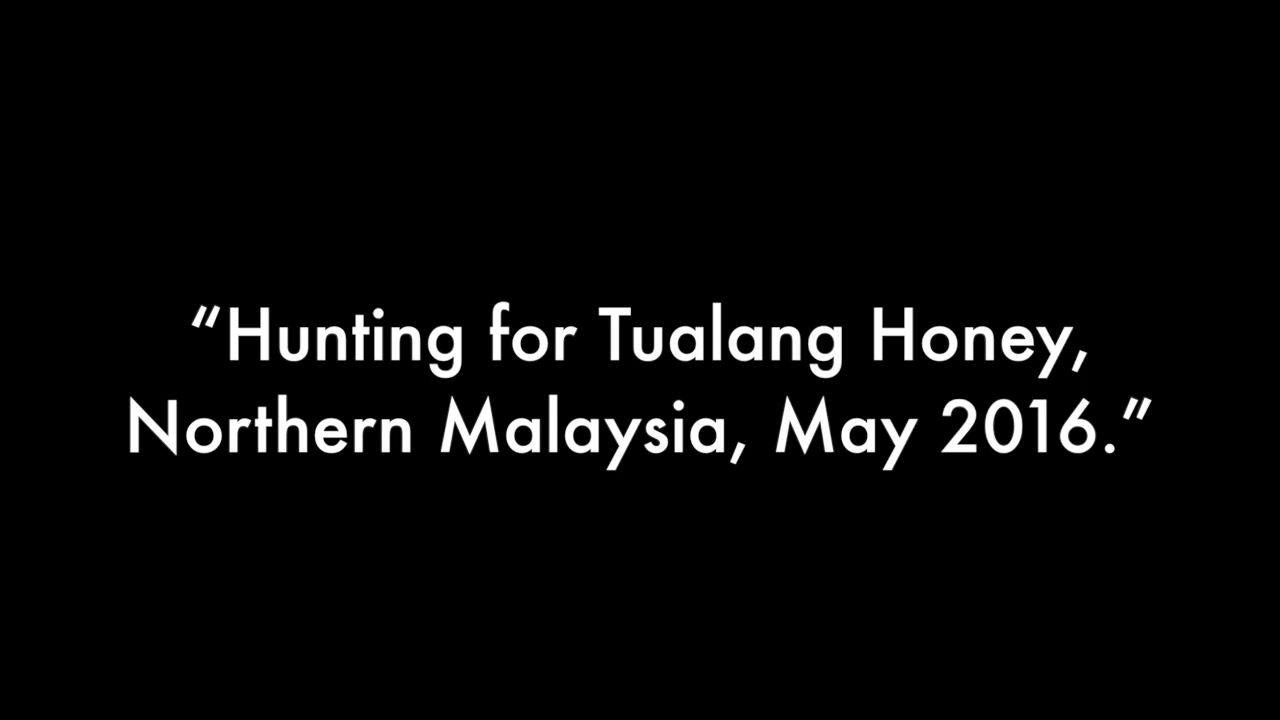 “Hunting for Tualang Honey,
Northern Malaysia, May 2016.”